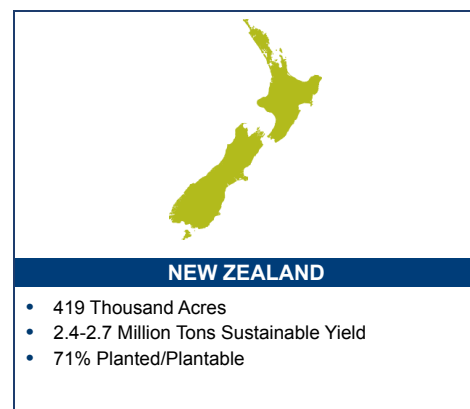 NEW ZEALAND
• 419 Thousand Acres
• 2.4-2.7 Million Tons Sustainable Yield
• 71% Planted/Plantable